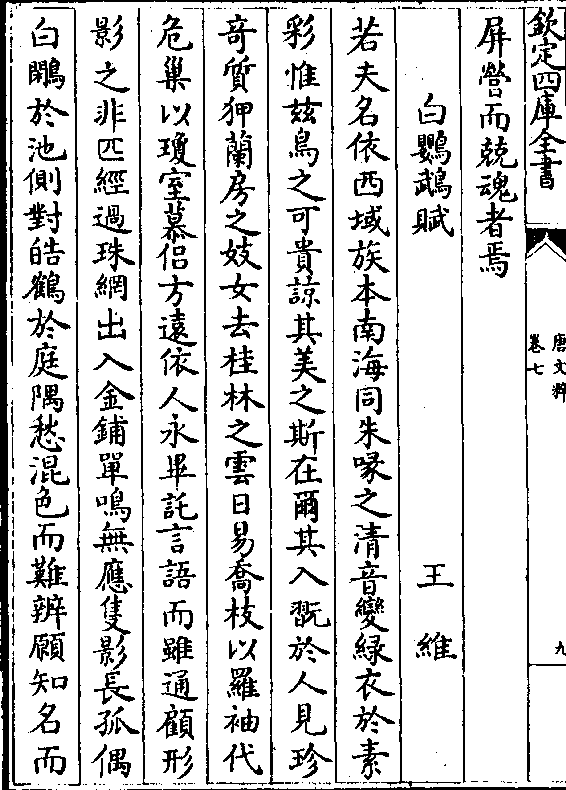 欽定四庫全書
唐文粹
卷七
九
屏營而兢魂者焉
白鸚鵡賦 王維
若夫名依西域族本南海同朱喙之清音變緑衣於素
彩惟兹鳥之可貴諒其美之斯在爾其入翫於人見珍
奇質狎蘭房之妓女去桂林之雲日易喬枝以羅袖代
危巢以瓊室慕侣方遠依人永畢託言語而雖通顧形
影之非匹經過珠網出入金鋪單鳴無應隻影長孤偶
白鷴於池側對皓鶴於庭隅愁混色而難辨願知名而